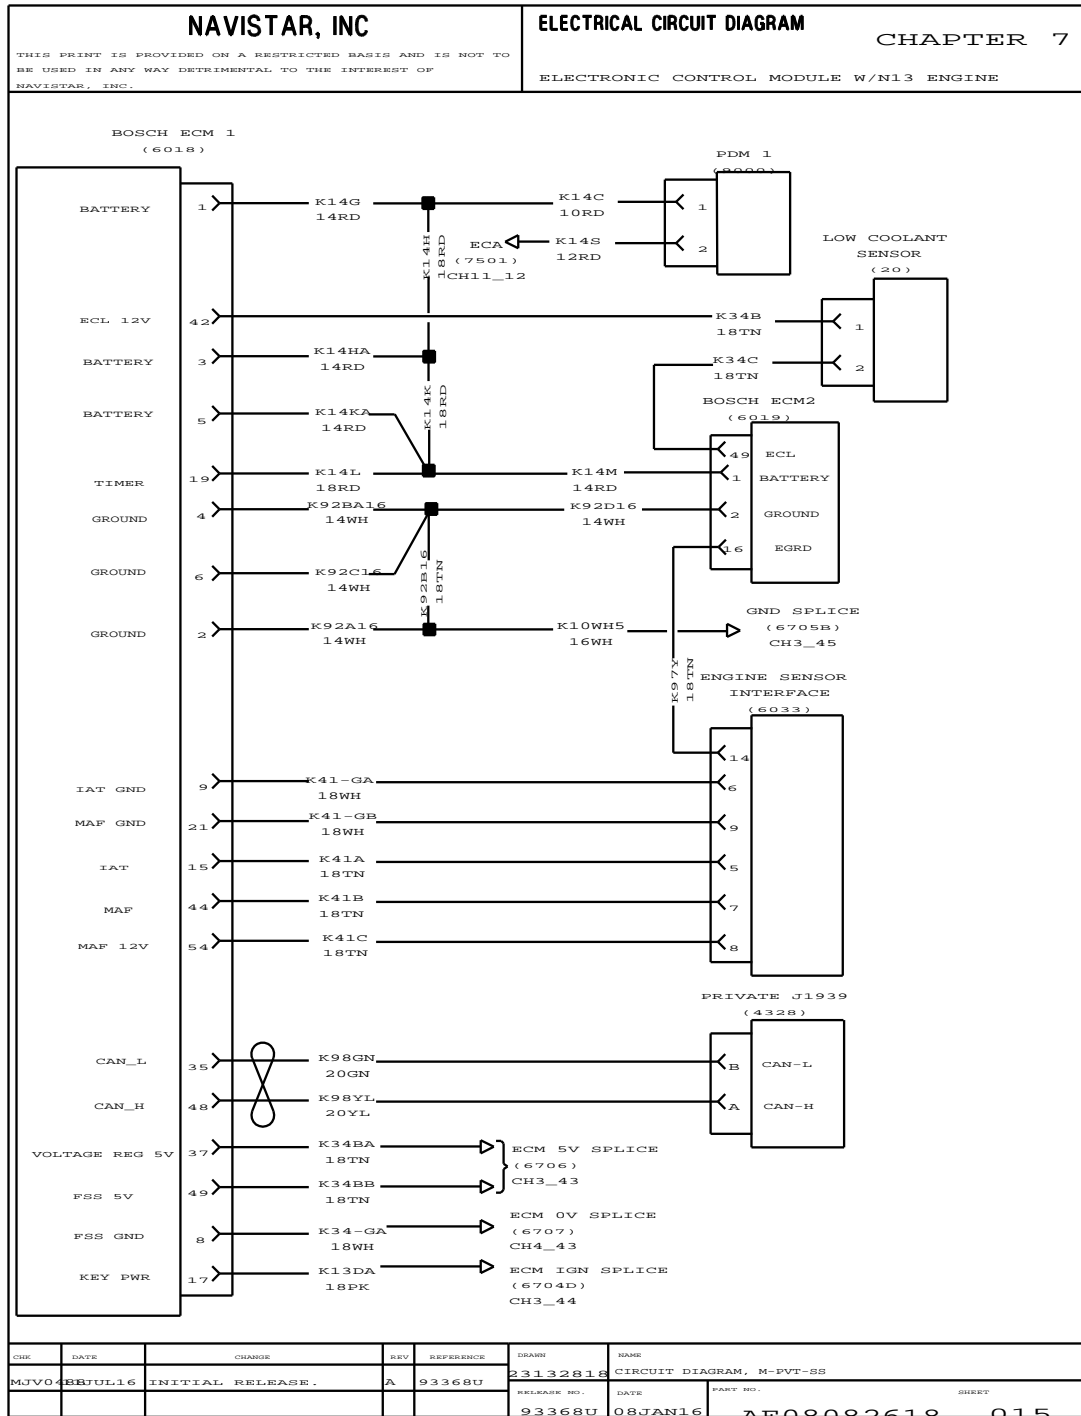 NAVISTAR, INC
THIS PRINT IS PROVIDED ON A RESTRICTED BASIS AND IS NOT TO
BE USED IN ANY WAY DETRIMENTAL TO THE INTEREST OF
NAVISTAR, INC.
ELECTRICAL CIRCUIT DIAGRAM
CHAPTER 7
ELECTRONIC CONTROL MODULE W/N13 ENGINE
BOSCH ECM 1
(6018)
PDM 1
BATTERY 1 K14G K14C 1
14RD 10RD
K14H
18RD
ECA K14S 2
(7501) 12RD
CH11_12
LOW COOLANT
SENSOR
(20)
ECL 12V 42 K34B 1
18TN
BATTERY 3 K14HA K34C 2
14RD 18TN
K14K
18RD
BATTERY 5 K14KA
14RD
BOSCH ECM2
(6019)
49 ECL
TIMER 19 K14L K14M 1 BATTERY
18RD 14RD
GROUND 4 K92BA16 K92D16 2 GROUND
14WH 14WH
16 EGRD
K92B16
18TN
GROUND 6 K92C16
14WH
GROUND 2 K92A16 K10WH5
14WH 16WH
GND SPLICE
(6705B)
CH3_45
K97Y
18TN
ENGINE SENSOR
INTERFACE
(6033)
14
IAT GND 9 K41-GA 6
18WH
MAF GND 21 K41-GB 9
18WH
IAT 15 K41A 5
18TN
MAF 44 K41B 7
18TN
MAF 12V 54 K41C 8
18TN
PRIVATE J1939
(4328)
CAN_L 35 K98GN B CAN-L
20GN
CAN_H 48 K98YL A CAN-H
20YL
VOLTAGE REG 5V 37 K34BA
18TN
ECM 5V SPLICE
(6706)
CH3_43
FSS 5V 49 K34BB
18TN
FSS GND 8 K34-GA
18WH
ECM 0V SPLICE
(6707)
CH4_43
KEY PWR 17 K13DA
18PK
ECM IGN SPLICE
(6704D)
CH3_44
CHK DATE CHANGE REV REFERENCE DRAWN NAME
INITIAL RELEASE. A 93368U 23132818 CIRCUIT DIAGRAM, M-PVT-SS
RELEASE NO. DATE PART NO. SHEET
93368U 08JAN16 015